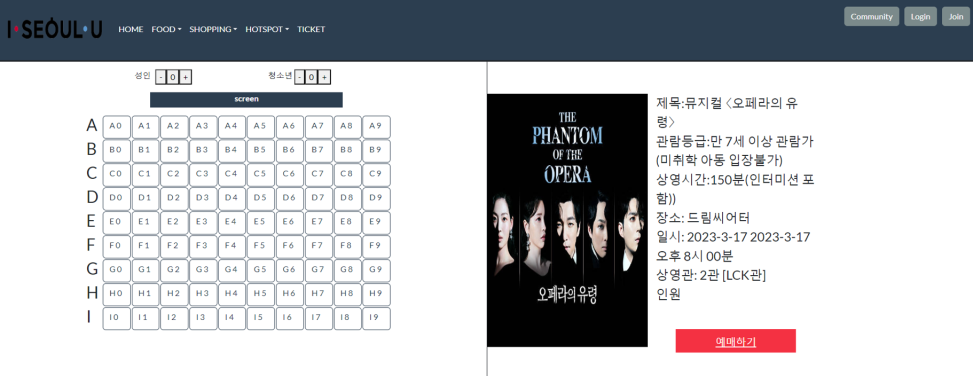 Community Login Join
I·SEOUL·U HOME FOOD SHOPPING HOTSPOT TICKET
성인 - 0 + 청소년 - 0 +
screen
A A0 A1 A2 A3 A4 A5 A6 A7 A8 A9
B B0 B1 B2 B3 B4 B5 B6 B7 B8 B9
C C0 C1 C2 C3 C4 C5 C6 C7 C8 C9
D D0 D1 D2 D3 D4 D5 D6 D7 D8 D9
E E0 E1 E2 E3 E4 E5 E6 E7 E8 E9
F F0 F1 F2 F3 F4 F5 F6 F7 F8 F9
G G0 G1 G2 G3 G4 G5 G6 G7 G8 G9
H H0 H1 H2 H3 H4 H5 H6 H7 H8 H9
I I0 I1 I2 I3 I4 I5 I6 I7 I8 I9
THE
PHANTOM
OF THE
OPERA
오페라의 유령
제목:뮤지컬 〈오페라의 유
령〉
관람등급:만 7세 이상 관람가
(미취학 아동 입장불가)
상영시간:150분(인터미션 포
함))
장소: 드림씨어터
일시: 2023-3-17 2023-3-17
오후 8시 00분
상영관: 2관 [LCK관]
인원
예매하기